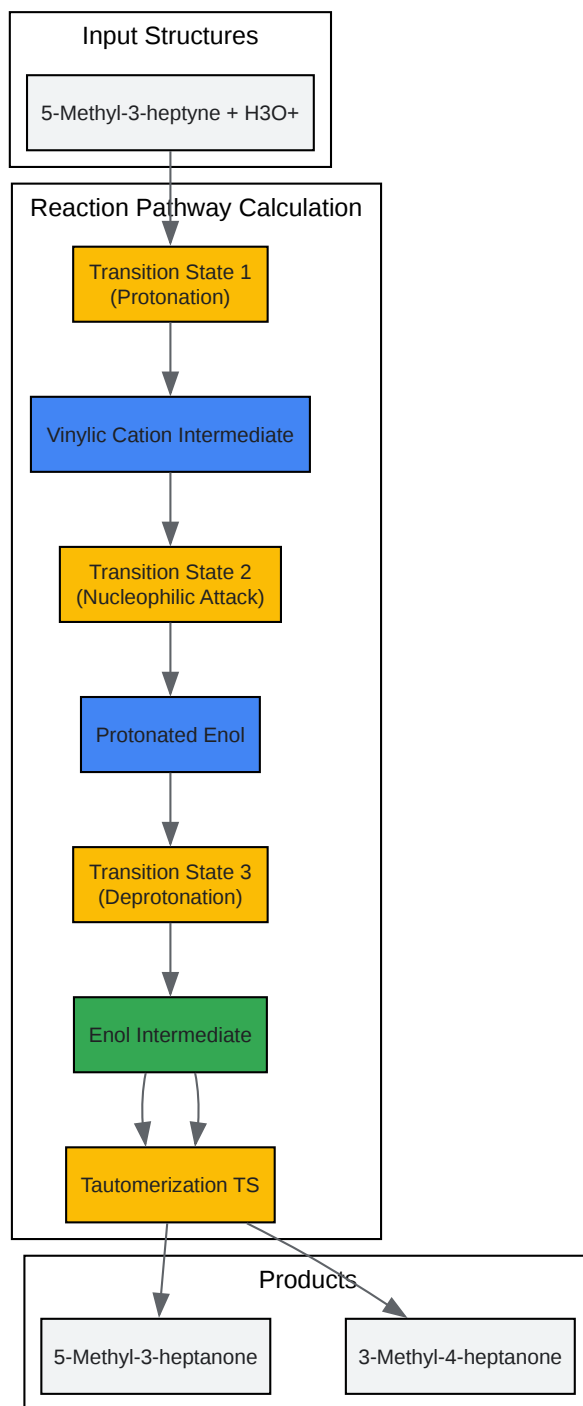 Input Structures
5-Methyl-3-heptyne + H3O+
Reaction Pathway Calculation
Transition State 1
(Protonation)
Vinylic Cation Intermediate
Transition State 2
(Nucleophilic Attack)
Protonated Enol
Transition State 3
(Deprotonation)
Enol Intermediate
Tautomerization TS
Products
5-Methyl-3-heptanone
3-Methyl-4-heptanone